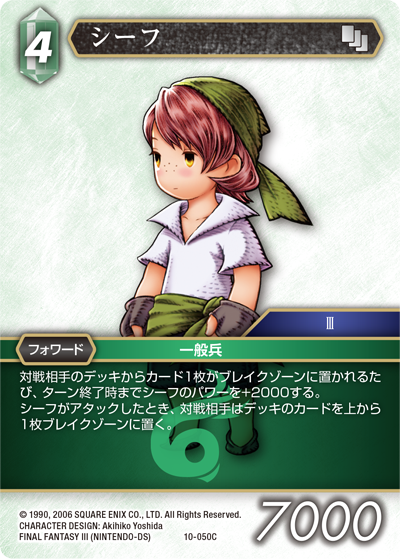 4
シーフ
Ⅲ
フォワード
一般兵
対戦相手のデッキからカード1枚がブレイクゾーンに置かれるた
び、ターン終了時までシーフのパワーを+2000する。
シーフがアタックしたとき、対戦相手はデッキのカードを上から
1枚ブレイクゾーンに置く。
© 1990, 2006 SQUARE ENIX CO., LTD. All Rights Reserved.
CHARACTER DESIGN: Akihiko Yoshida
FINAL FANTASY III (NINTENDO-DS)
10-050C
7000